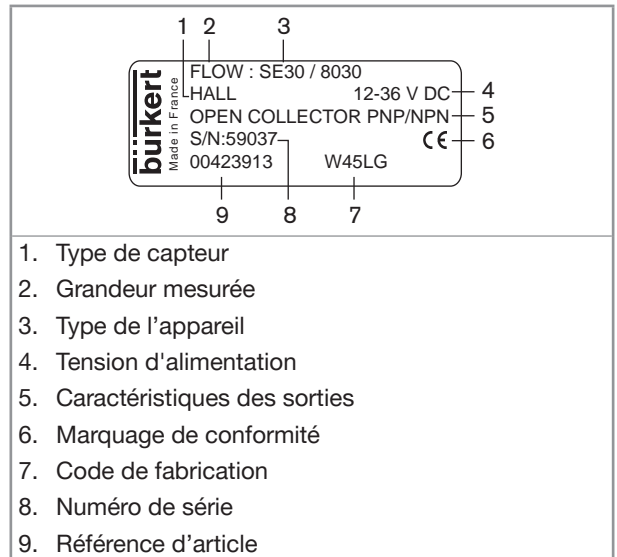 1 2 3
bürkert
Made in France
FLOW : SE30 / 8030
HALL 12-36 V DC 4
OPEN COLLECTOR PNP/NPN 5
S/N:59037 CE 6
00423913 W45LG
9 8 7
1. Type de capteur
2. Grandeur mesurée
3. Type de l’appareil
4. Tension d'alimentation
5. Caractéristiques des sorties
6. Marquage de conformité
7. Code de fabrication
8. Numéro de série
9. Référence d’article